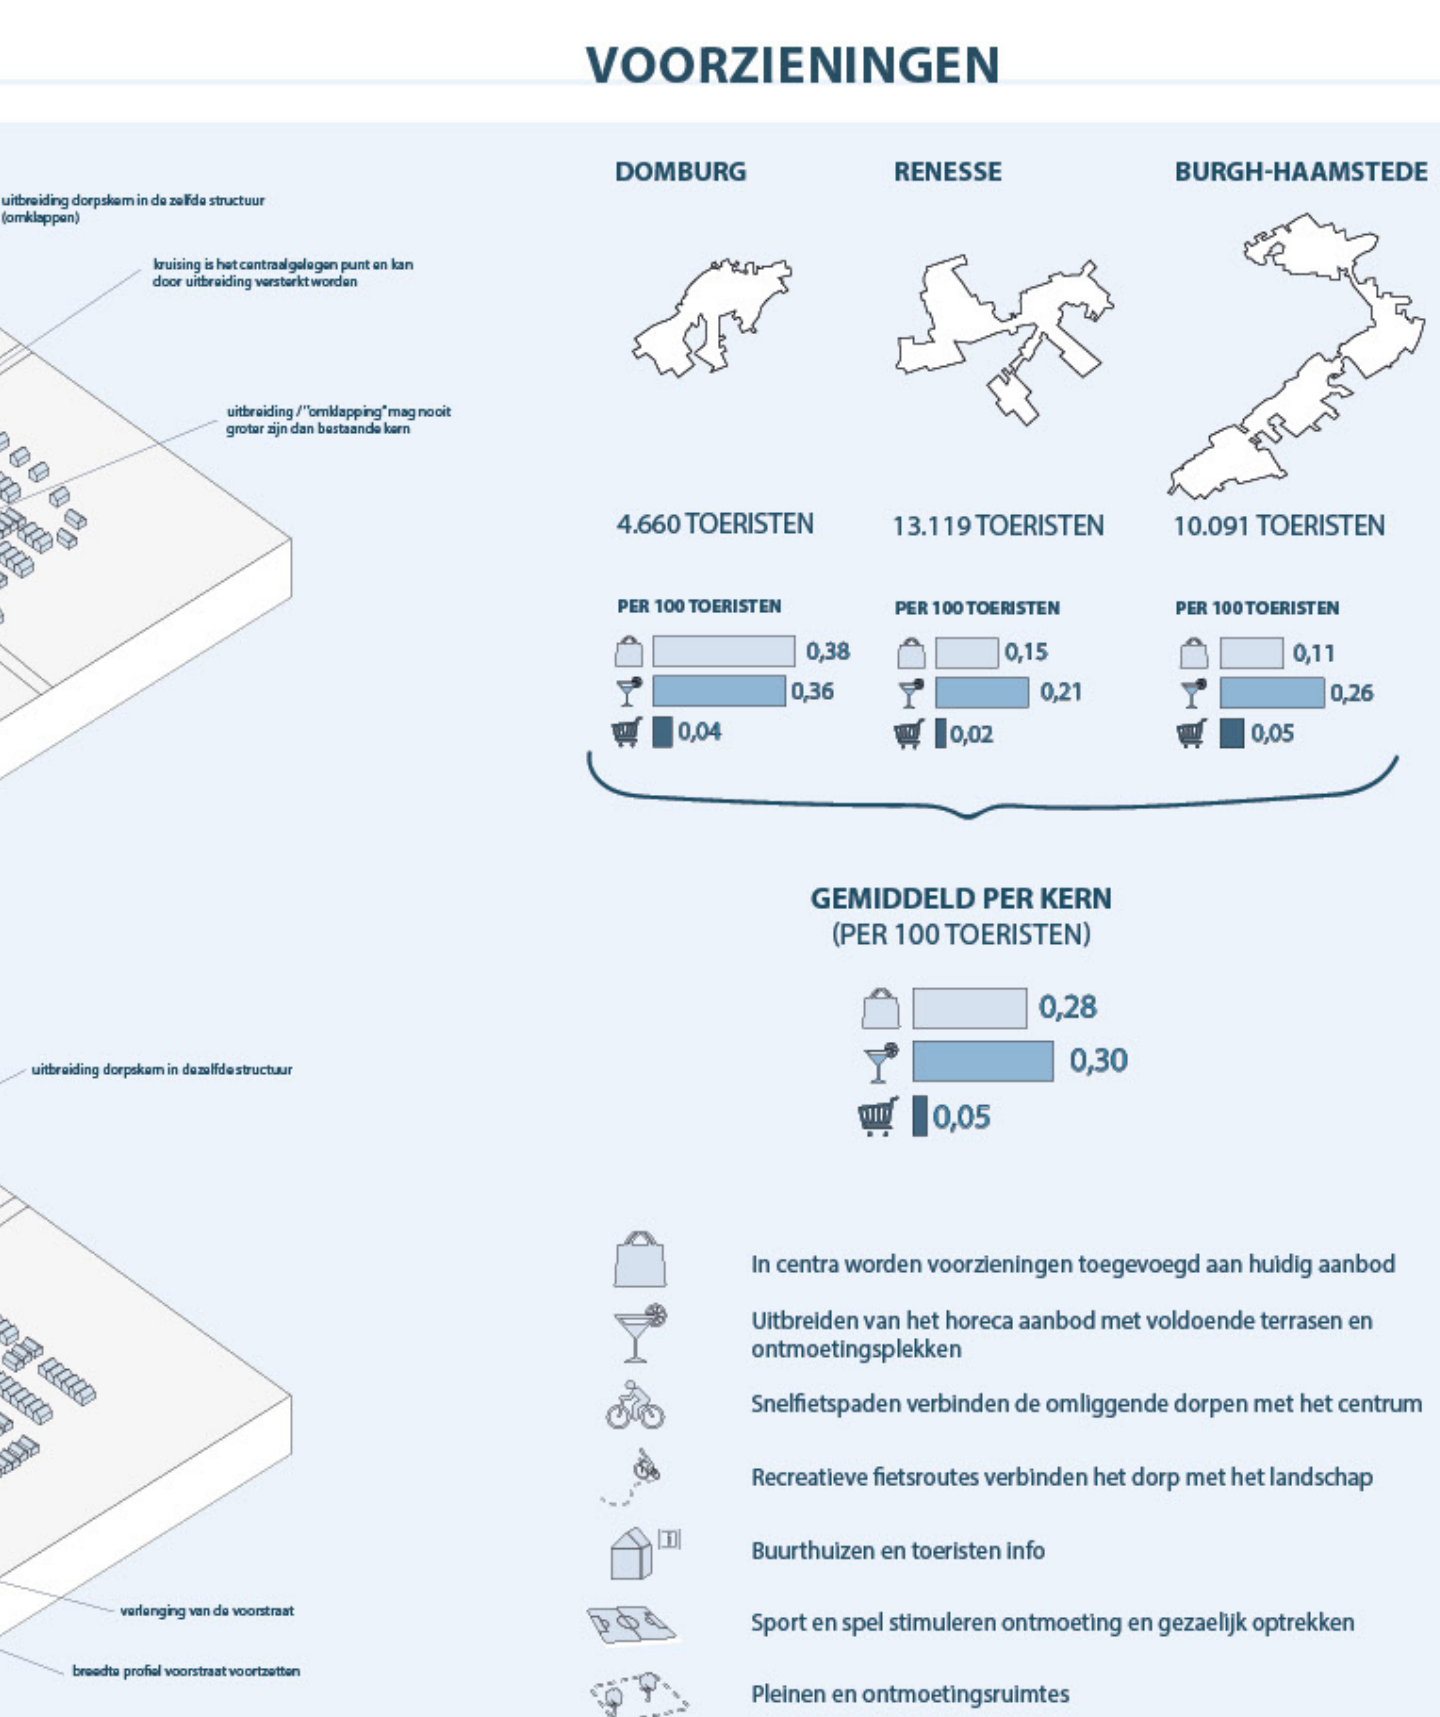 VOORZIENINGEN
uitbreiding dorpskern in de zelfde structuur
(omklappen)
kruising is het centraalgelegen punt en kan
door uitbreiding versterkt worden
uitbreiding /"omklapping" mag nooit
groter zijn dan bestaande kern
DOMBURG
RENESSE
BURGH-HAAMSTEDE
4.660 TOERISTEN
13.119 TOERISTEN
10.091 TOERISTEN
PER 100 TOERISTEN
0,38
0,36
0,04
PER 100 TOERISTEN
0,15
0,21
0,02
PER 100 TOERISTEN
0,11
0,26
0,05
GEMIDDELD PER KERN
(PER 100 TOERISTEN)
0,28
0,30
0,05
uitbreiding dorpskern in dezelfde structuur
In centra worden voorzieningen toegevoegd aan huidig aanbod
Uitbreiden van het horeca aanbod met voldoende terrasen en
ontmoetingsplekken
Snelfietspaden verbinden de omliggende dorpen met het centrum
Recreatieve fietsroutes verbinden het dorp met het landschap
Buurthuizen en toeristen info
Sport en spel stimuleren ontmoeting en gezaelijk optrekken
Pleinen en ontmoetingsruimtes
verlenging van de voorstraat
breedte profiel voorstraat voortzetten